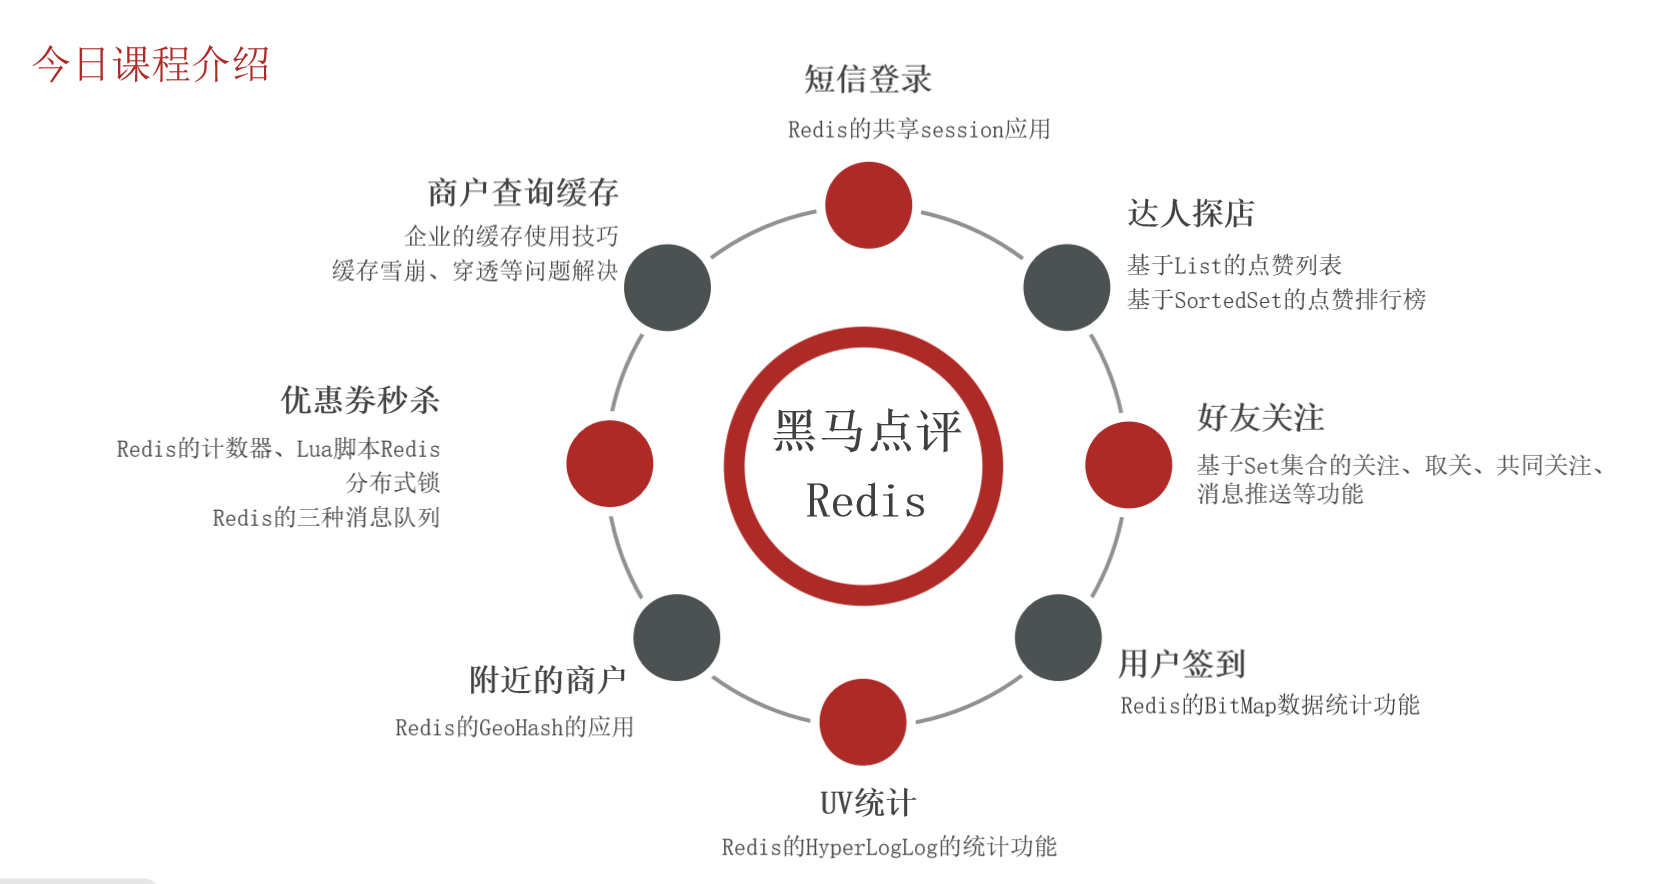 今日课程介绍
短信登录
Redis的共享session应用
商户查询缓存
企业的缓存使用技巧
缓存雪崩、穿透等问题解决
达人探店
基于List的点赞列表
基于SortedSet的点赞排行榜
优惠券秒杀
Redis的计数器、Lua脚本Redis
分布式锁
Redis的三种消息队列
黑马点评
Redis
好友关注
基于Set集合的关注、取关、共同关注、
消息推送等功能
附近的商户
Redis的GeoHash的应用
用户签到
Redis的BitMap数据统计功能
UV统计
Redis的HyperLogLog的统计功能